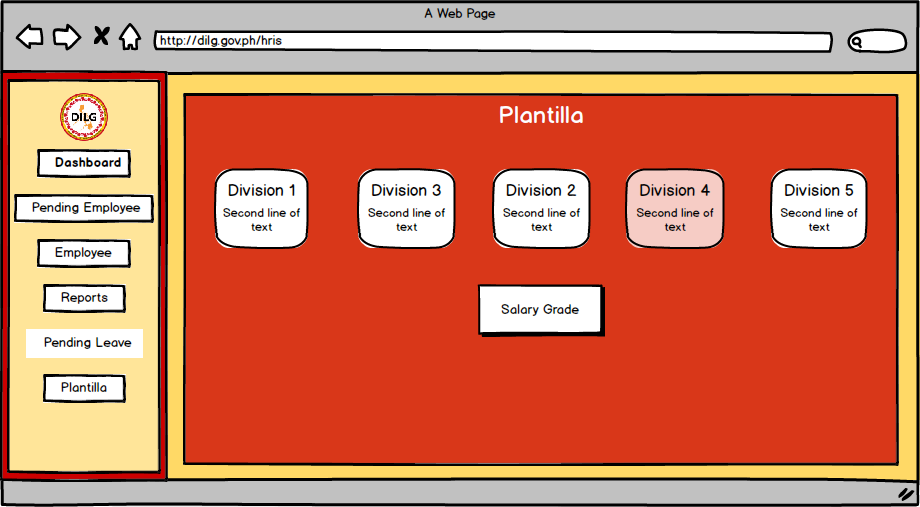 A Web Page
http://dilg.gov.ph/hris
DILG
Dashboard
Pending Employee
Employee
Reports
Pending Leave
Plantilla
Plantilla
Division 1
Second line of
text
Division 3
Second line of
text
Division 2
Second line of
text
Division 4
Second line of
text
Division 5
Second line of
text
Salary Grade